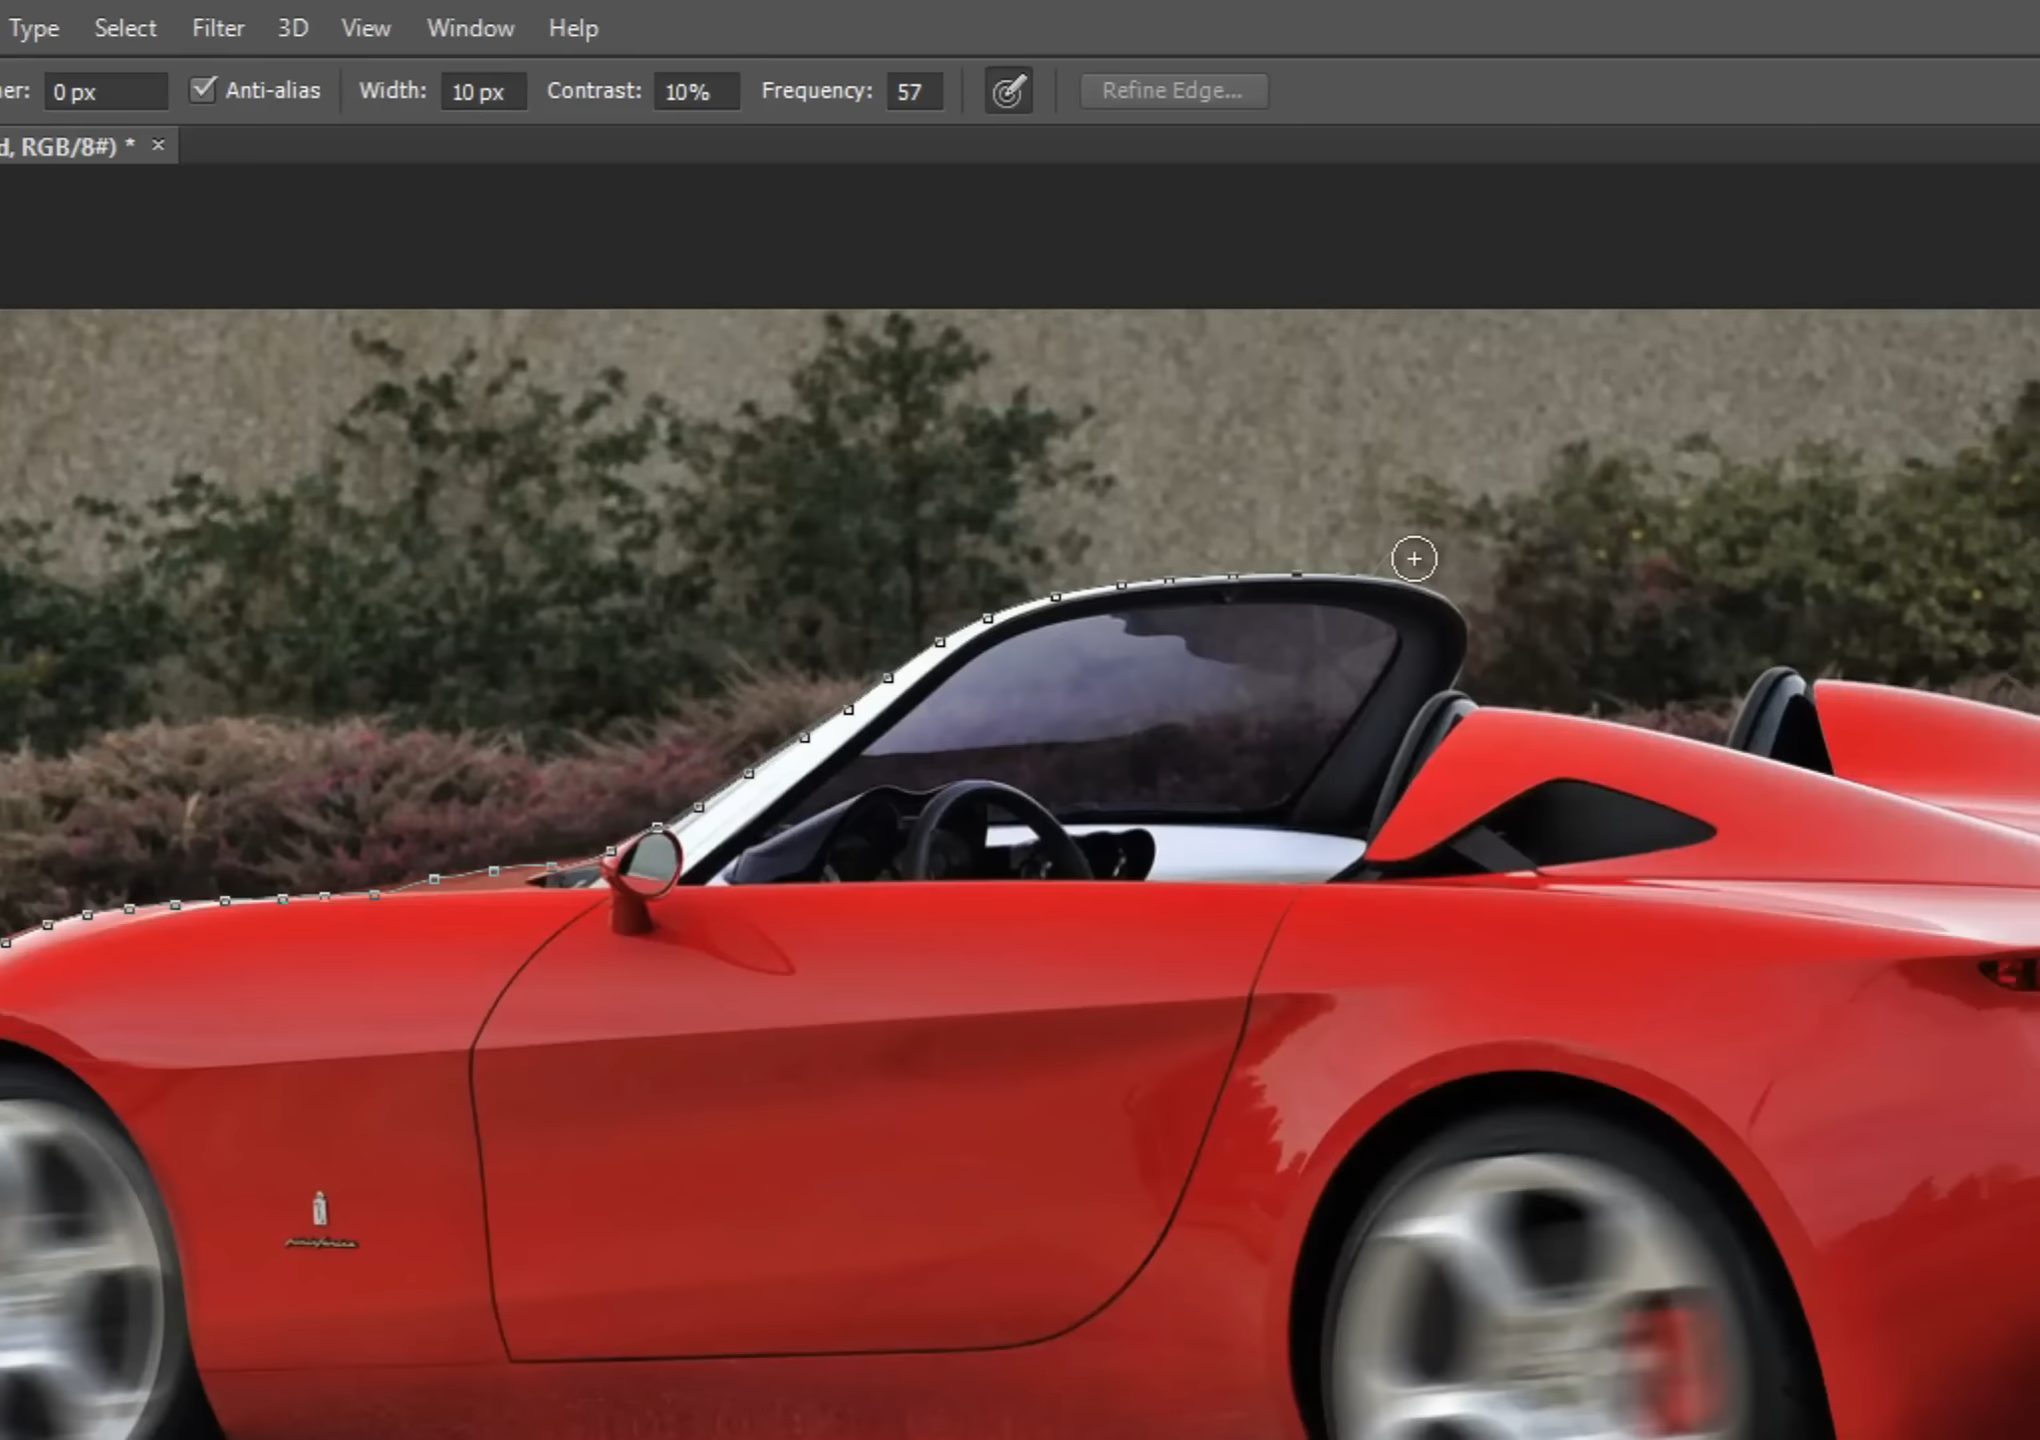 Type Select Filter 3D View Window Help
er: 0 px Anti-alias Width: 10 px Contrast: 10% Frequency: 57 Refine Edge...
d, RGB/8#) * ×